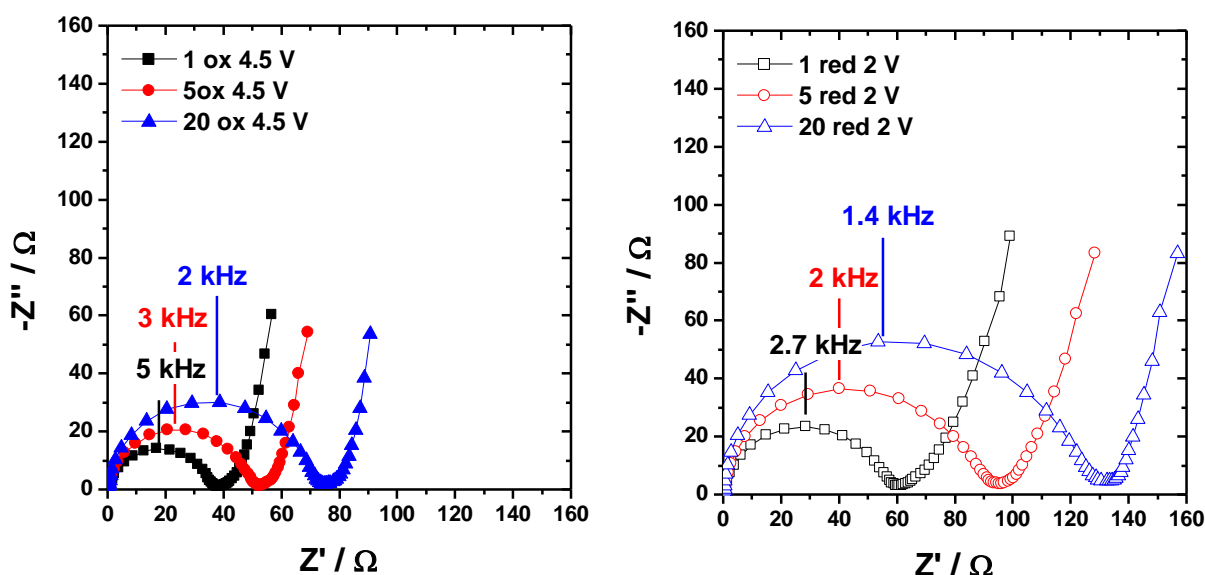 160
140
120
100
80
60
40
20
0
-Z'' / Ω
1 ox 4.5 V
5ox 4.5 V
20 ox 4.5 V
2 kHz
3 kHz
5 kHz
0 20 40 60 80 100 120 140 160
Z' / Ω
160
140
120
100
80
60
40
20
0
-Z'' / Ω
1 red 2 V
5 red 2 V
20 red 2 V
1.4 kHz
2 kHz
2.7 kHz
0 20 40 60 80 100 120 140 160
Z' / Ω